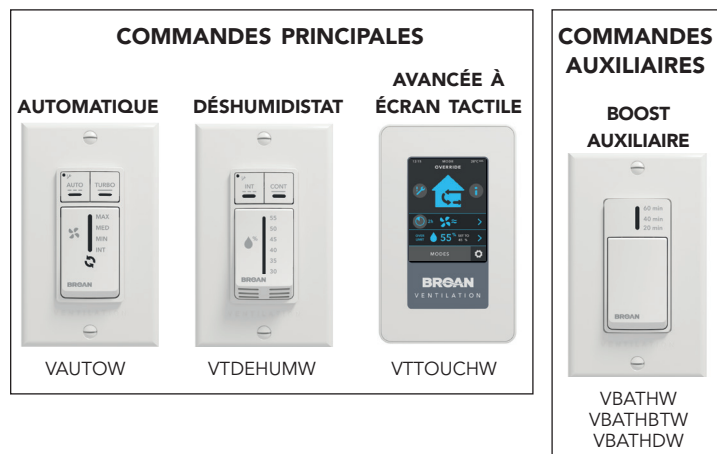 COMMANDES PRINCIPALES
AUTOMATIQUE
AUTO TURBO
MAX
MED
MIN
INT
BROAN
VAUTOW
DÉSHUMIDISTAT
INT CONT
%
55
50
45
40
35
30
BROAN
VTDEHUMW
AVANCÉE À
ÉCRAN TACTILE
MODE
OVERRIDE
55%
MODES
BROAN
VENTILATION
VTTOUCHW
COMMANDES
AUXILIAIRES
BOOST
AUXILIAIRE
60 min
40 min
20 min
BROAN
VBATHW
VBATHBTW
VBATHDW